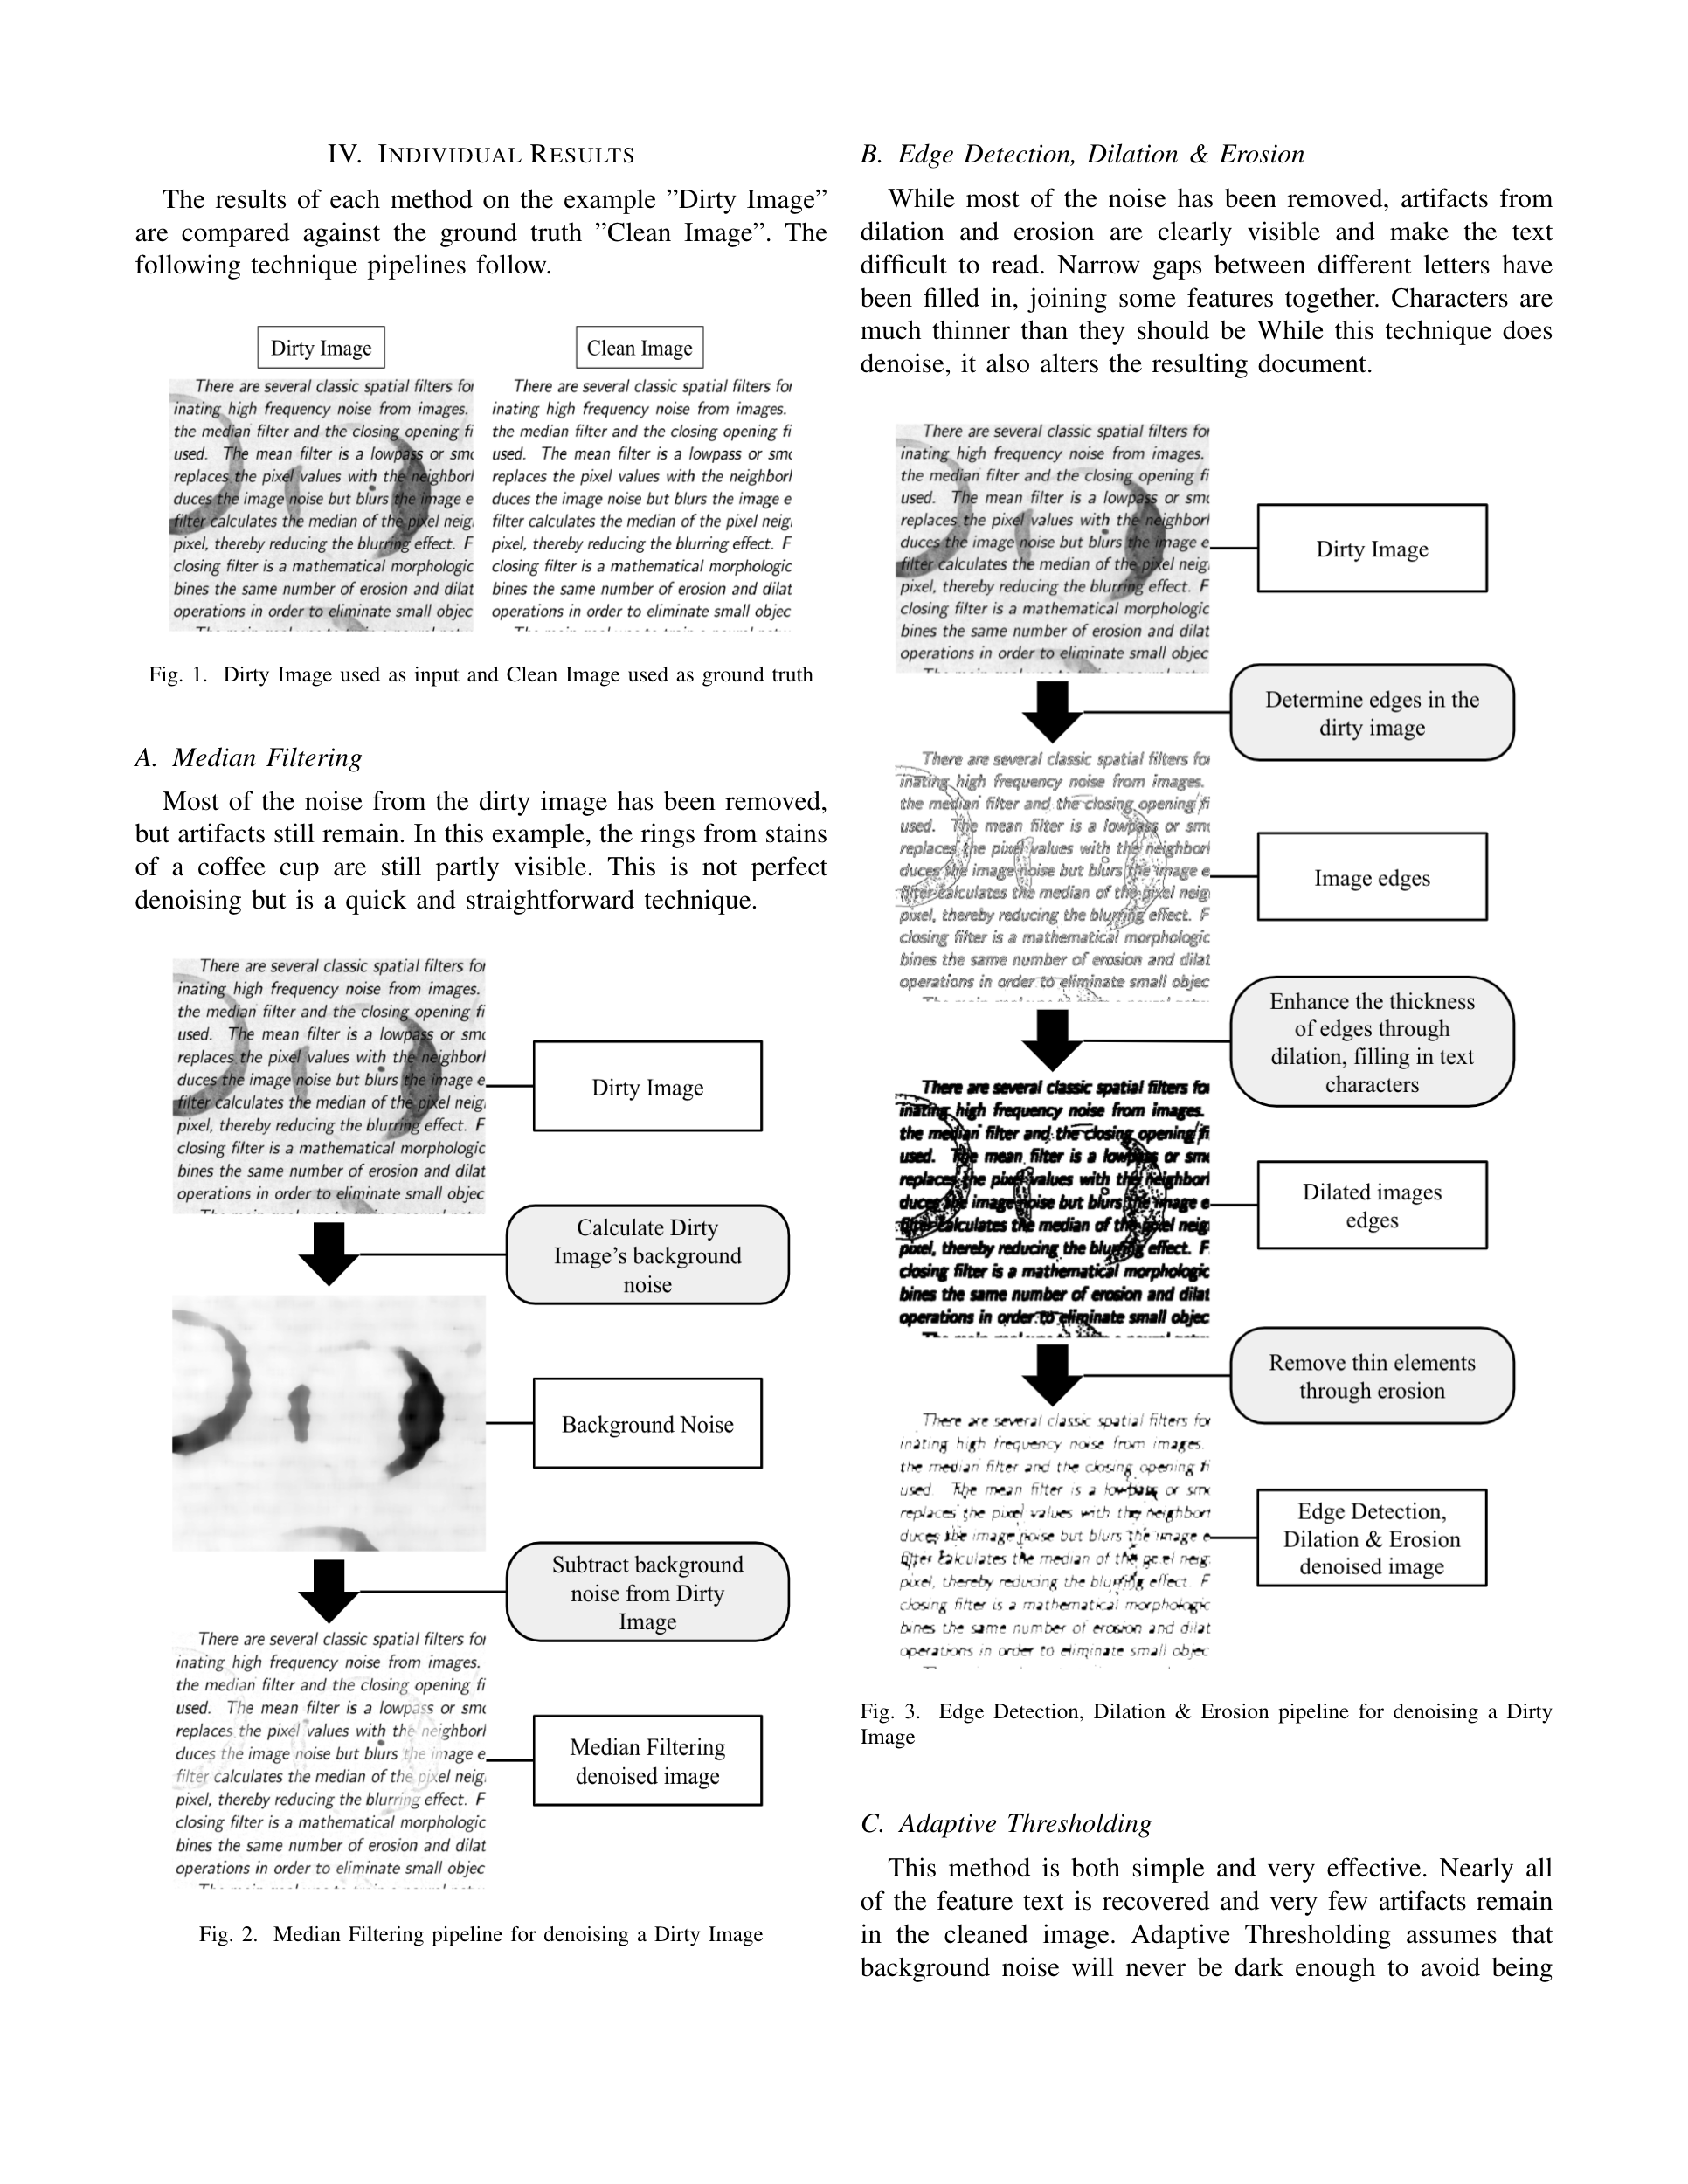 IV. INDIVIDUAL RESULTS
The results of each method on the example ”Dirty Image”
are compared against the ground truth ”Clean Image”. The
following technique pipelines follow.
Dirty Image
There are several classic spatial filters for
inating high frequency noise from images.
the median filter and the closing opening fi
used. The mean filter is a lowpass or smo
replaces the pixel values with the neighborl
duces the image noise but blurs the image e
filter calculates the median of the pixel neig
pixel, thereby reducing the blurring effect. F
closing filter is a mathematical morphologic
bines the same number of erosion and dilat
operations in order to eliminate small objec
Clean Image
There are several classic spatial filters for
inating high frequency noise from images.
the median filter and the closing opening fi
used. The mean filter is a lowpass or smo
replaces the pixel values with the neighborl
duces the image noise but blurs the image e
filter calculates the median of the pixel neig
pixel, thereby reducing the blurring effect. F
closing filter is a mathematical morphologic
bines the same number of erosion and dilat
operations in order to eliminate small objec
Fig. 1. Dirty Image used as input and Clean Image used as ground truth
A. Median Filtering
Most of the noise from the dirty image has been removed,
but artifacts still remain. In this example, the rings from stains
of a coffee cup are still partly visible. This is not perfect
denoising but is a quick and straightforward technique.
There are several classic spatial filters for
inating high frequency noise from images.
the median filter and the closing opening fi
used. The mean filter is a lowpass or smo
replaces the pixel values with the neighborl
duces the image noise but blurs the image e
filter calculates the median of the pixel neig
pixel, thereby reducing the blurring effect. F
closing filter is a mathematical morphologic
bines the same number of erosion and dilat
operations in order to eliminate small objec
Dirty Image
Calculate Dirty
Image’s background
noise
Background Noise
Subtract background
noise from Dirty
Image
There are several classic spatial filters for
inating high frequency noise from images.
the median filter and the closing opening fi
used. The mean filter is a lowpass or smo
replaces the pixel values with the neighborl
duces the image noise but blurs the image e
filter calculates the median of the pixel neig
pixel, thereby reducing the blurring effect. F
closing filter is a mathematical morphologic
bines the same number of erosion and dilat
operations in order to eliminate small objec
Median Filtering
denoised image
Fig. 2. Median Filtering pipeline for denoising a Dirty Image
B. Edge Detection, Dilation & Erosion
While most of the noise has been removed, artifacts from
dilation and erosion are clearly visible and make the text
difficult to read. Narrow gaps between different letters have
been filled in, joining some features together. Characters are
much thinner than they should be While this technique does
denoise, it also alters the resulting document.
There are several classic spatial filters for
inating high frequency noise from images.
the median filter and the closing opening fi
used. The mean filter is a lowpass or smo
replaces the pixel values with the neighborl
duces the image noise but blurs the image e
filter calculates the median of the pixel neig
pixel, thereby reducing the blurring effect. F
closing filter is a mathematical morphologic
bines the same number of erosion and dilat
operations in order to eliminate small objec
Dirty Image
Determine edges in the
dirty image
There are several classic spatial filters for
inating high frequency noise from images.
the median filter and the closing opening fi
used. The mean filter is a lowpass or smo
replaces the pixel values with the neighborl
duces the image noise but blurs the image e
filter calculates the median of the pixel neig
pixel, thereby reducing the blurring effect. F
closing filter is a mathematical morphologic
bines the same number of erosion and dilat
operations in order to eliminate small objec
Image edges
Enhance the thickness
of edges through
dilation, filling in text
characters
There are several classic spatial filters for
inating high frequency noise from images.
the median filter and the closing opening fi
used. The mean filter is a lowpass or smo
replaces the pixel values with the neighborl
duces the image noise but blurs the image e
filter calculates the median of the pixel neig
pixel, thereby reducing the blurring effect. F
closing filter is a mathematical morphologic
bines the same number of erosion and dilat
operations in order to eliminate small objec
Dilated images
edges
Remove thin elements
through erosion
There are several classic spatial filters for
inating high frequency noise from images.
the median filter and the closing opening fi
used. The mean filter is a lowpass or smo
replaces the pixel values with the neighborl
duces the image noise but blurs the image e
filter calculates the median of the pixel neig
pixel, thereby reducing the blurring effect. F
closing filter is a mathematical morphologic
bines the same number of erosion and dilat
operations in order to eliminate small objec
Edge Detection,
Dilation & Erosion
denoised image
Fig. 3. Edge Detection, Dilation & Erosion pipeline for denoising a Dirty
Image
C. Adaptive Thresholding
This method is both simple and very effective. Nearly all
of the feature text is recovered and very few artifacts remain
in the cleaned image. Adaptive Thresholding assumes that
background noise will never be dark enough to avoid being